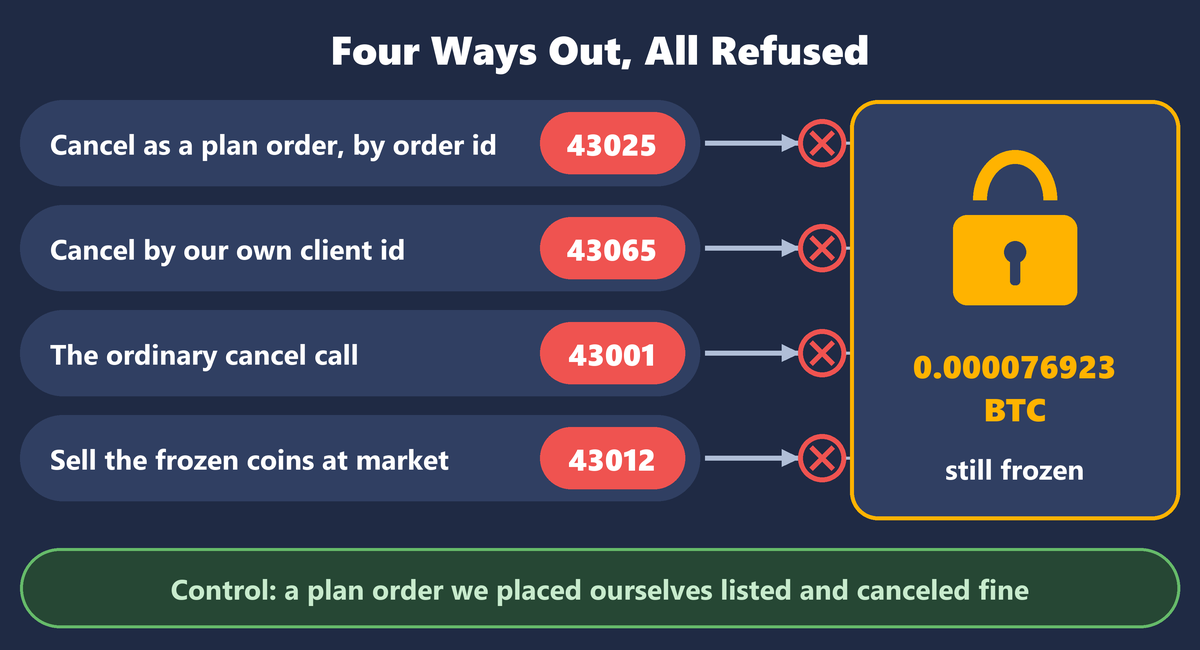 Four Ways Out, All Refused
Cancel as a plan order, by order id
43025
Cancel by our own client id
43065
The ordinary cancel call
43001
Sell the frozen coins at market
43012
0.000076923
BTC
still frozen
Control: a plan order we placed ourselves listed and canceled fine